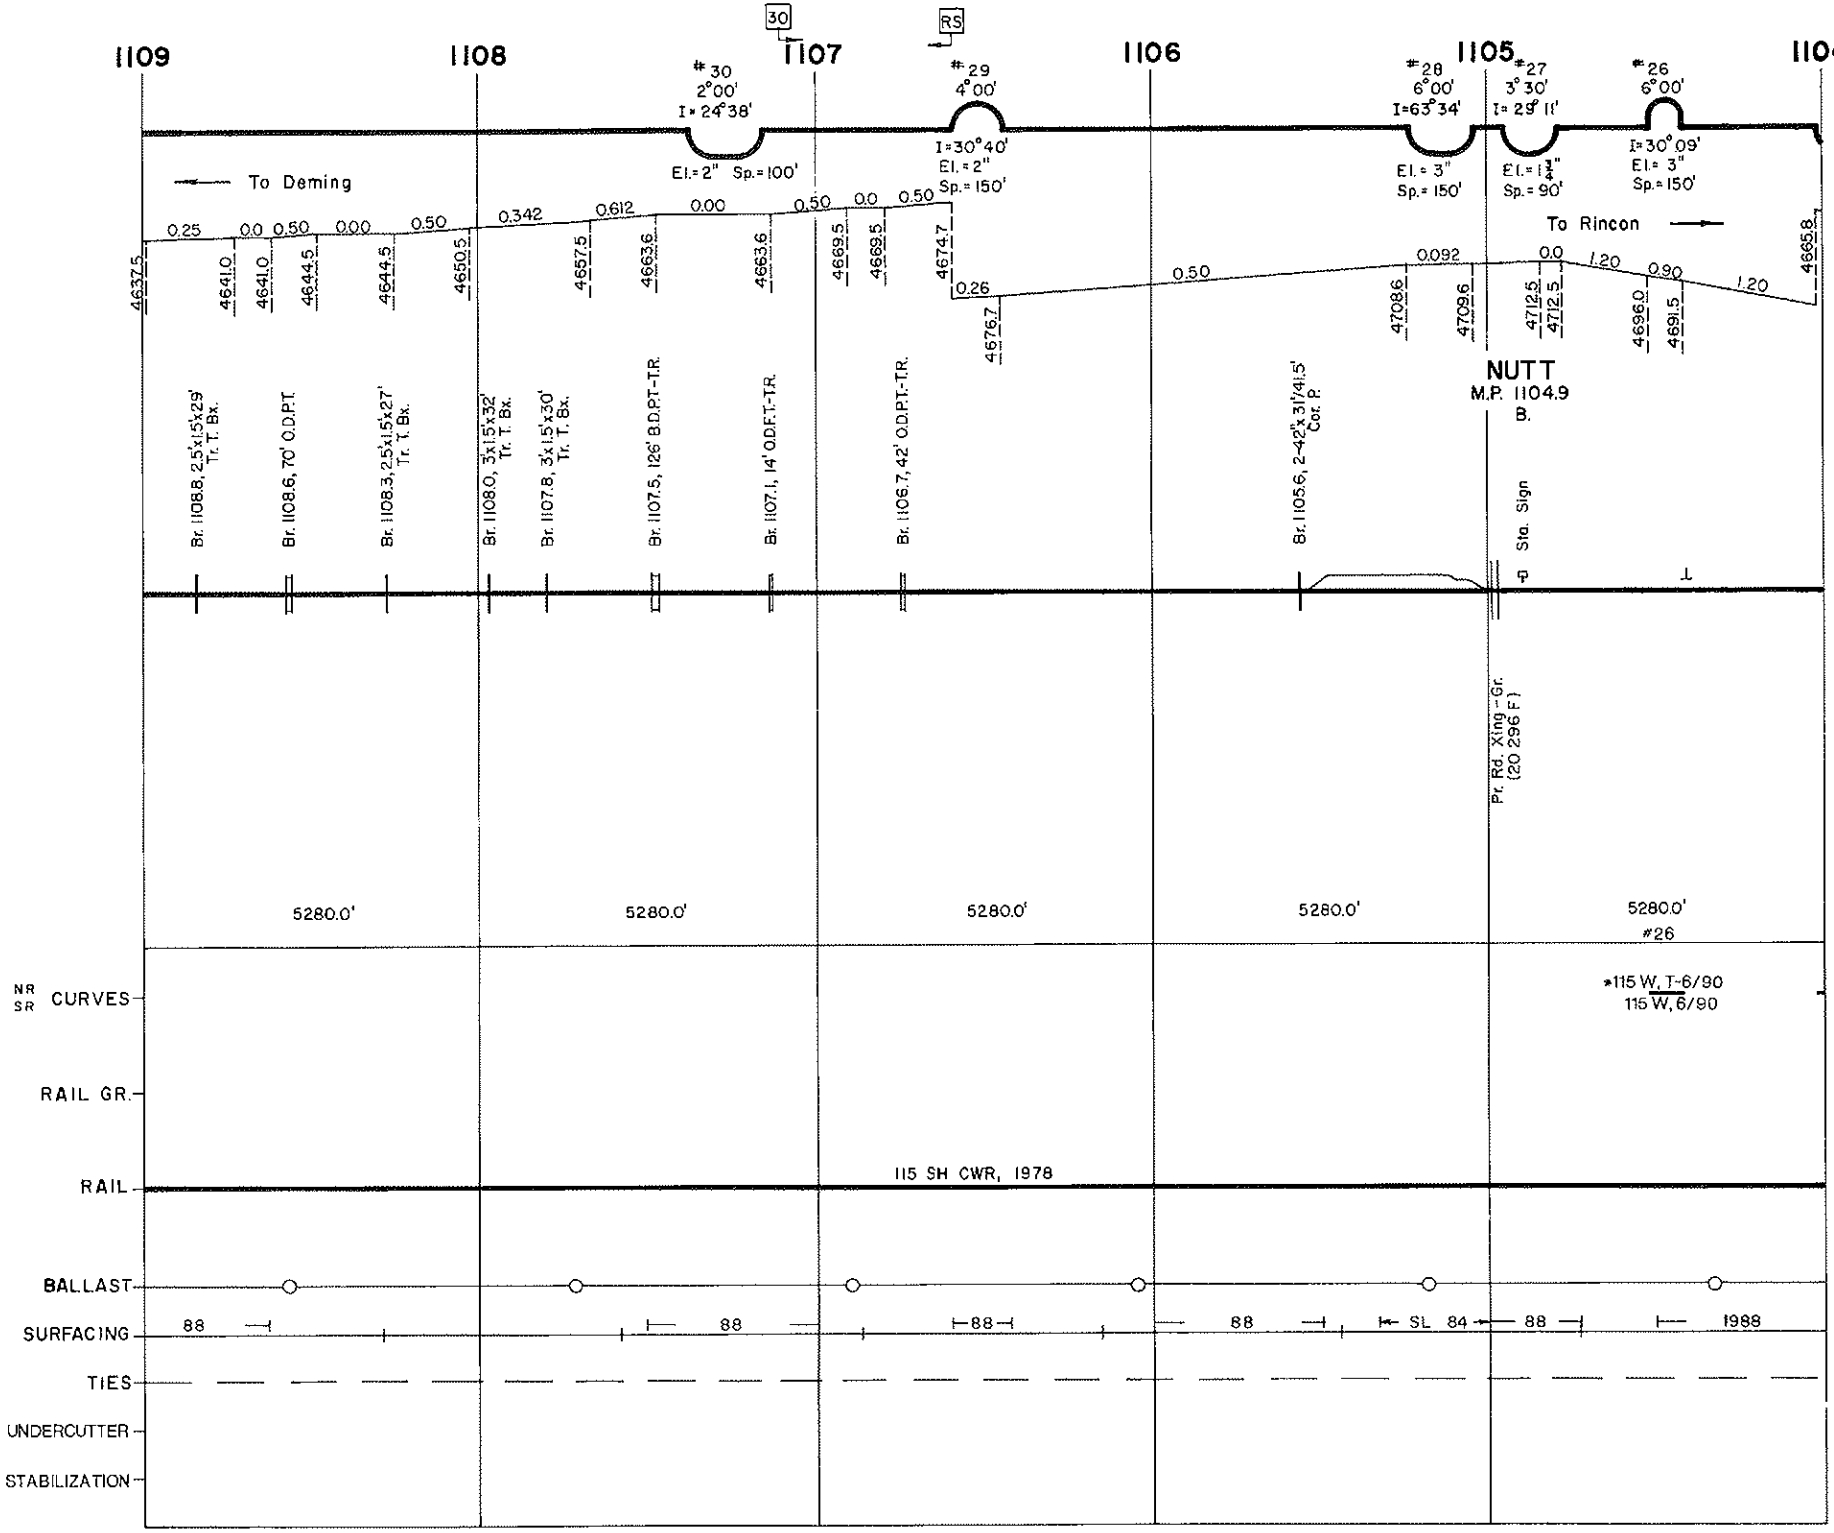 30
RS
1109
1108
1107
1106
1105
#30
2°00'
I=24°38'
#29
4°00'
#28
6°00'
I=63°34'
#27
3°30'
I=29°11'
#26
6°00'
El.=2" Sp.=100'
I=30°40'
El.=2"
Sp.=150'
El.=3"
Sp.=150'
El.=1¾"
Sp.=90'
I=30°09'
El.=3"
Sp.=150'
To Deming
To Rincon
0.25
0.0
0.50
0.00
0.50
0.342
0.612
0.00
0.50
0.0
0.50
0.26
0.50
0.092
0.0
1.20
0.90
1.20
4637.5
4641.0
4641.0
4644.5
4644.5
4650.5
4657.5
4663.6
4663.6
4669.5
4669.5
4674.7
4676.7
4708.6
4709.6
4712.5
4712.5
4696.0
4691.5
4665.8
NUTT
M.P. 1104.9
B.
Br. 1108.8, 2.5'x1.5'x29'
Tr. T. Bx.
Br. 1108.6, 70' O.D.P.T.
Br. 1108.3, 2.5'x1.5'x27'
Tr. T. Bx.
Br. 1108.0, 3'x1.5'x32'
Tr. T. Bx.
Br. 1107.8, 3'x1.5'x30'
Tr. T. Bx.
Br. 1107.5, 126' B.D.P.T.-T.R.
Br. 1107.1, 14' O.D.F.T.-T.R.
Br. 1106.7, 42' O.D.P.T.-T.R.
Br. 1105.6, 2-42"x31'/41.5'
Cor. P.
Sta. Sign
Pr. Rd. Xing-Gr.
(20 296 F)
5280.0'
5280.0'
5280.0'
5280.0'
5280.0'
#26
NR
SR
CURVES
*115 W, T-6/90
115 W, 6/90
RAIL GR.
RAIL
115 SH CWR, 1978
BALLAST
SURFACING
88
88
88
88
SL 84
88
1988
TIES
UNDERCUTTER
STABILIZATION